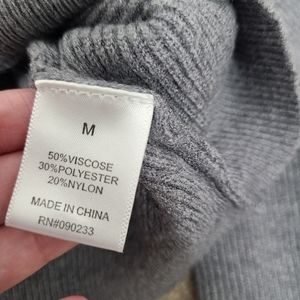 M
50%VISCOSE
30%POLYESTER
20%NYLON
MADE IN CHINA
RN#090233